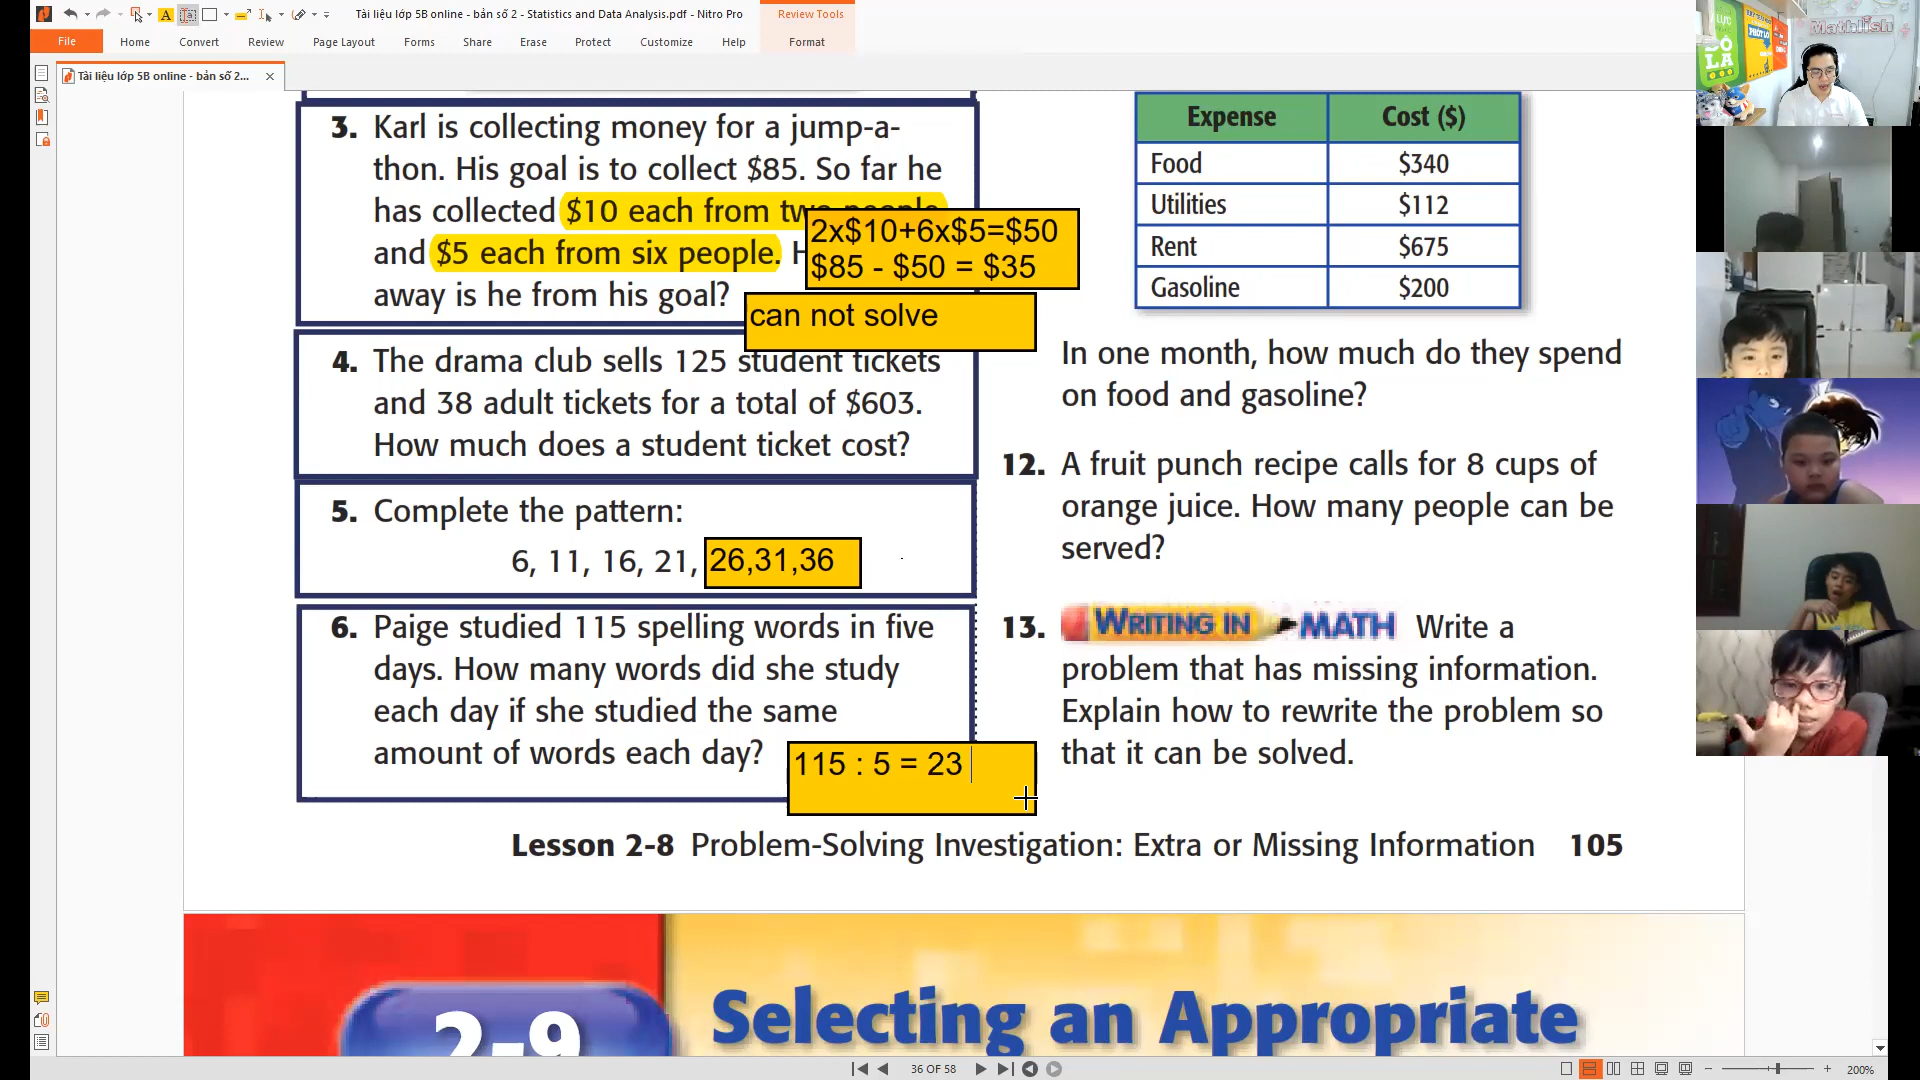 Tài liệu lớp 5B online - bản số 2 - Statistics and Data Analysis.pdf - Nitro Pro
Review Tools
File
Home
Convert
Review
Page Layout
Forms
Share
Erase
Protect
Customize
Help
Format
Tài liệu lớp 5B online - bản số 2...
3. Karl is collecting money for a jump-a-
thon. His goal is to collect $85. So far he
has collected $10 each from two people
and $5 each from six people. H
away is he from his goal?
2x$10+6x$5=$50
$85 - $50 = $35
can not solve
4. The drama club sells 125 student tickets
and 38 adult tickets for a total of $603.
How much does a student ticket cost?
5. Complete the pattern:
6, 11, 16, 21, 26,31,36
6. Paige studied 115 spelling words in five
days. How many words did she study
each day if she studied the same
amount of words each day?
115 : 5 = 23
Expense Cost ($)
Food $340
Utilities $112
Rent $675
Gasoline $200
In one month, how much do they spend
on food and gasoline?
12. A fruit punch recipe calls for 8 cups of
orange juice. How many people can be
served?
13. WRITING IN MATH Write a
problem that has missing information.
Explain how to rewrite the problem so
that it can be solved.
Lesson 2-8 Problem-Solving Investigation: Extra or Missing Information 105
2-9
Selecting an Appropriate
36 OF 58
200%
Mathlish